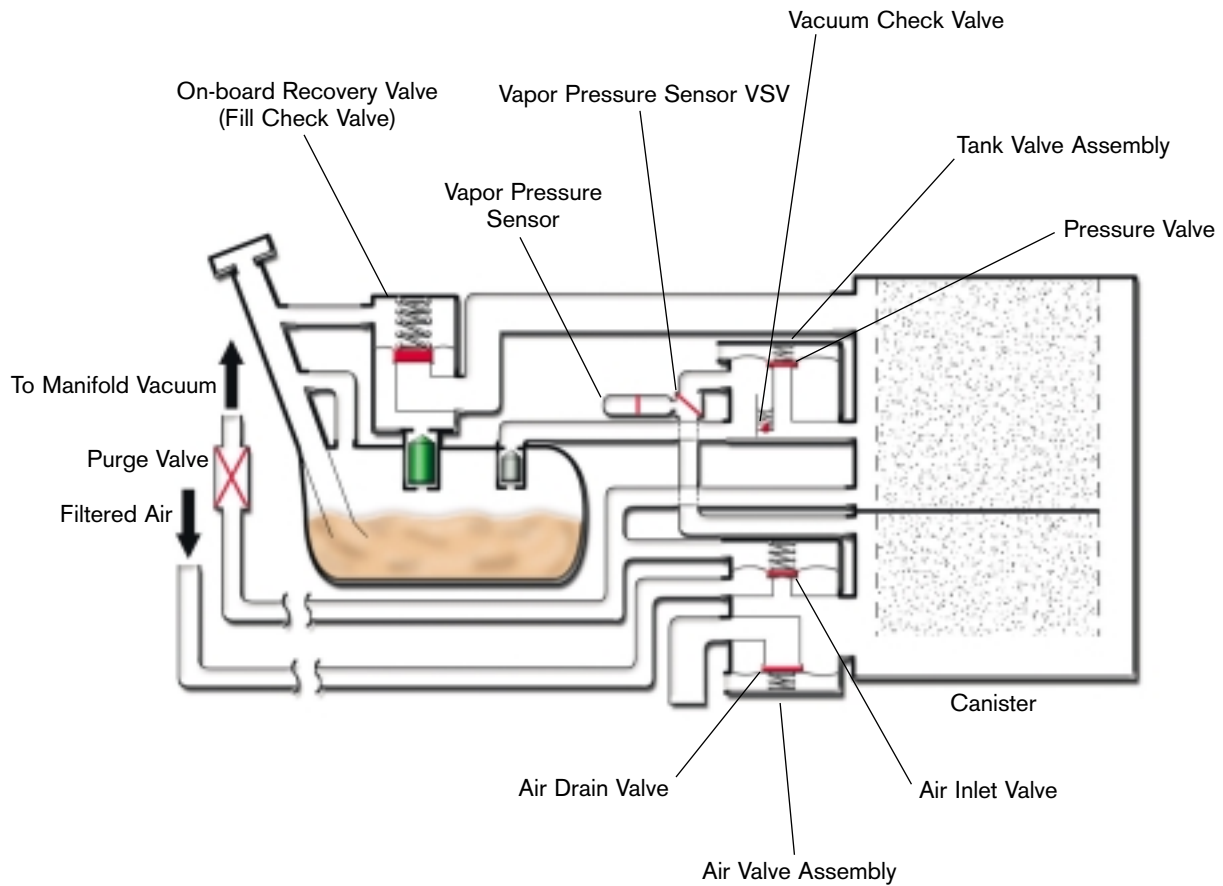 Vacuum Check Valve
On-board Recovery Valve
(Fill Check Valve)
Vapor Pressure Sensor VSV
Tank Valve Assembly
Vapor Pressure
Sensor
Pressure Valve
To Manifold Vacuum
Purge Valve
Filtered Air
Canister
Air Drain Valve
Air Inlet Valve
Air Valve Assembly